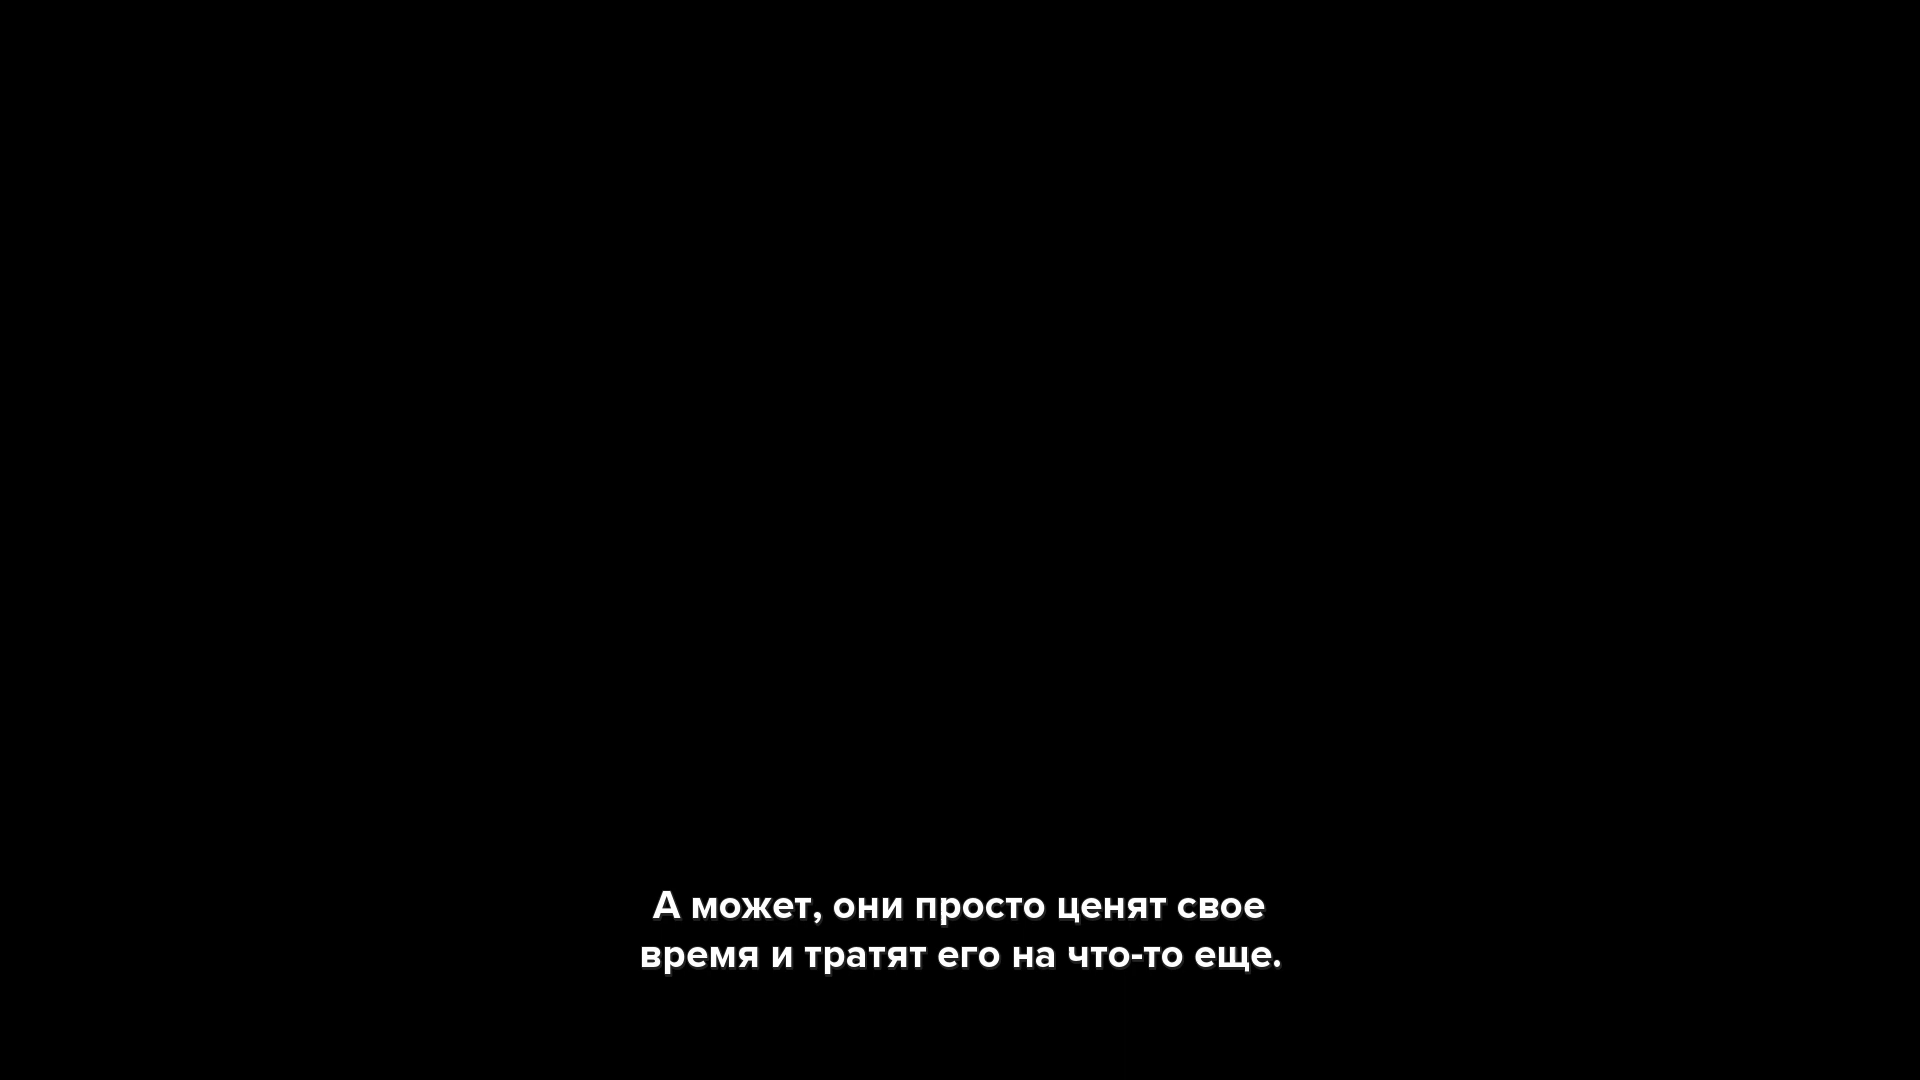 А может, они просто ценят свое
время и тратят его на что-то еще.